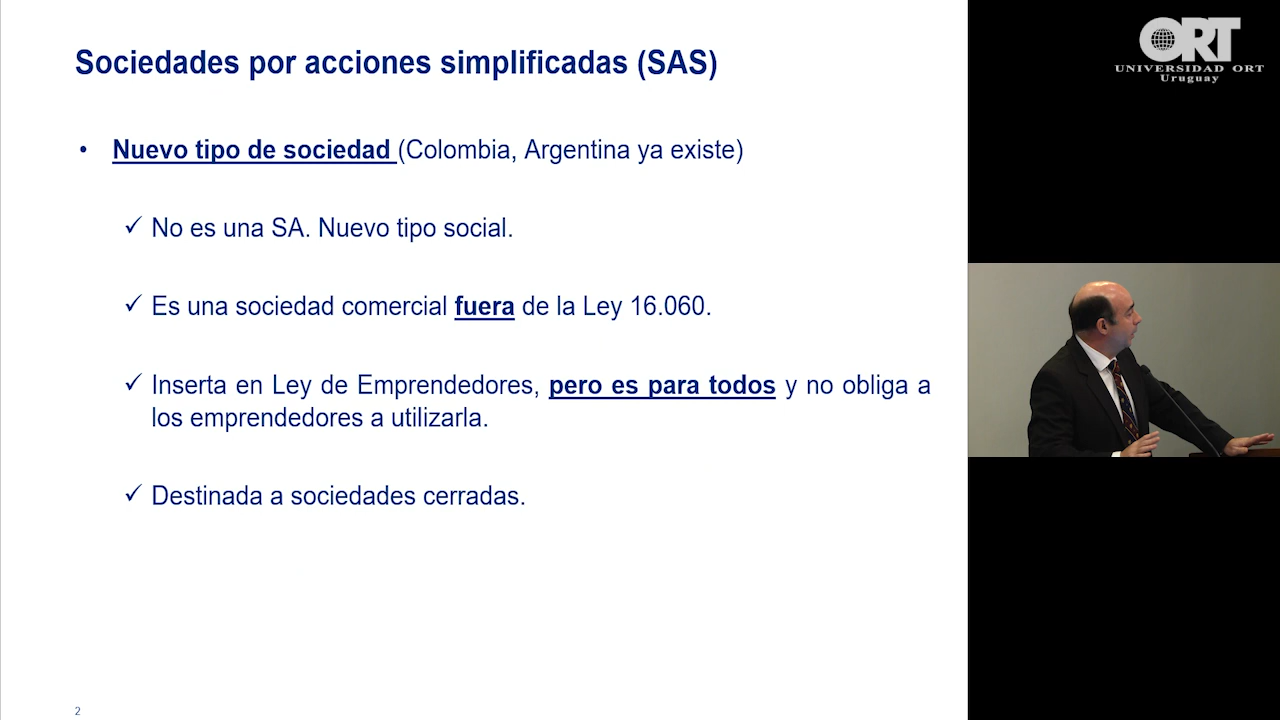 Sociedades por acciones simplificadas (SAS)
• Nuevo tipo de sociedad (Colombia, Argentina ya existe)
✓ No es una SA. Nuevo tipo social.
✓ Es una sociedad comercial fuera de la Ley 16.060.
✓ Inserta en Ley de Emprendedores, pero es para todos y no obliga a
los emprendedores a utilizarla.
✓ Destinada a sociedades cerradas.
2
ORT
UNIVERSIDAD ORT
Uruguay